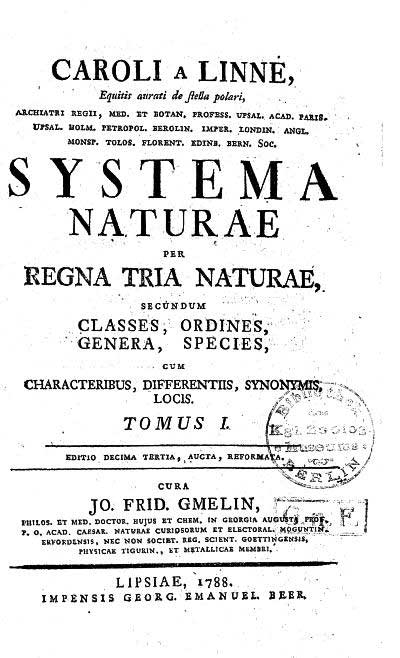 CAROLI A LINNÉ,
Equitis aurati de stella polari,
ARCHIATRI REGII, MED. ET BOTAN. PROFESS. UPSAL. ACAD. PARIS.
UPSAL. HOLM. PETROPOL. BEROLIN. IMPER. LONDIN. ANGL.
MONSP. TOLOS. FLORENT. EDINB. BERN. SOC.
SYSTEMA
NATURAE
PER
REGNA TRIA NATURAE,
SECUNDUM
CLASSES, ORDINES,
GENERA, SPECIES,
CUM
CHARACTERIBUS, DIFFERENTIIS, SYNONYMIS,
LOCIS.
TOMUS I.
Bibliothek
Kgl. Zoolog
Museums
BERLIN
EDITIO DECIMA TERTIA, AUCTA, REFORMATA.
CURA
JO. FRID. GMELIN,
PHILOS. ET MED. DOCTOR. HUJUS ET CHEM. IN GEORGIA AUGUSTA PROF.
P. O. ACAD. CAESAR. NATURAE CURIOSORUM ET ELECTORAL. MOGUNTIN.
ERFORDENSIS, NEC NON SOCIET. REG. SCIENT. GOETTINGENSIS,
PHYSICAE TIGURIN., ET METALLICAE MEMBRI.
LIPSIAE, 1788.
IMPENSIS GEORG. EMANUEL. BEER.